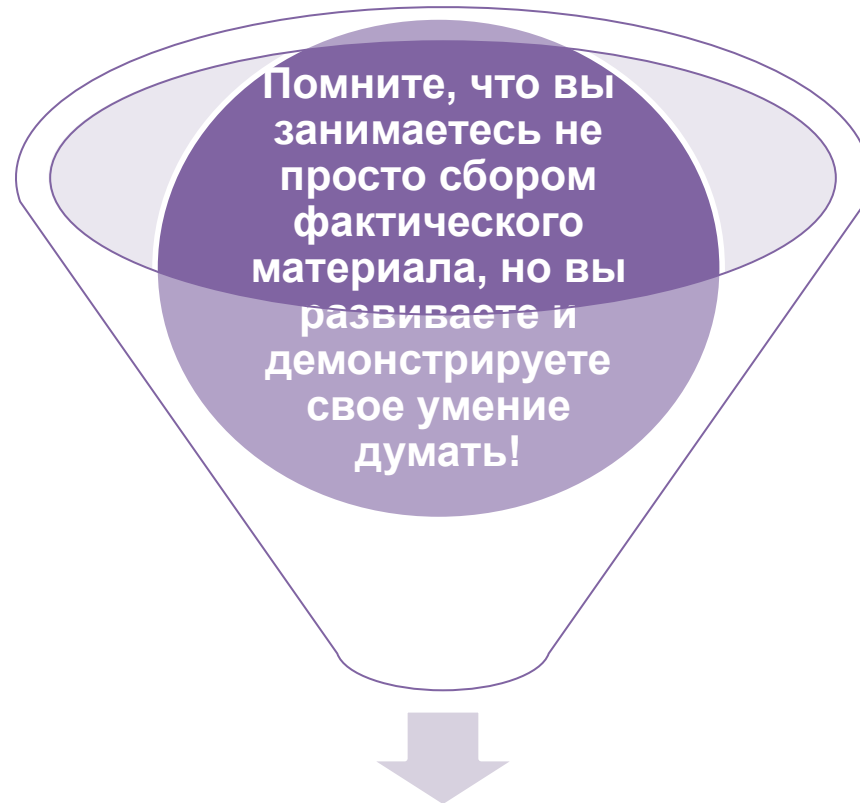 Помните, что вы
занимаетесь не
просто сбором
фактического
материала, но вы
развиваете и
демонстрируете
свое умение
думать!